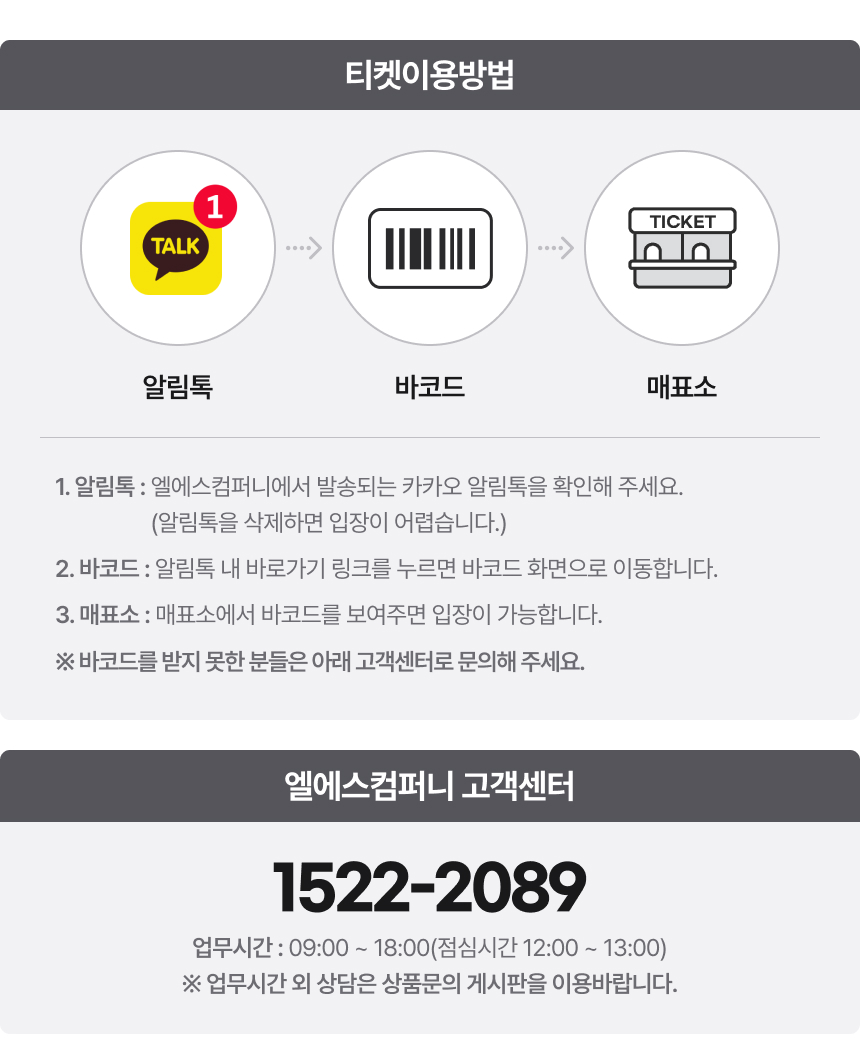 티켓이용방법
1
TALK
TICKET
알림톡
바코드
매표소
1. 알림톡 : 엘에스컴퍼니에서 발송되는 카카오 알림톡을 확인해 주세요.
(알림톡을 삭제하면 입장이 어렵습니다.)
2. 바코드 : 알림톡 내 바로가기 링크를 누르면 바코드 화면으로 이동합니다.
3. 매표소 : 매표소에서 바코드를 보여주면 입장이 가능합니다.
※ 바코드를 받지 못한 분들은 아래 고객센터로 문의해 주세요.
엘에스컴퍼니 고객센터
1522-2089
업무시간 : 09:00 ~ 18:00(점심시간 12:00 ~ 13:00)
※ 업무시간 외 상담은 상품문의 게시판을 이용바랍니다.